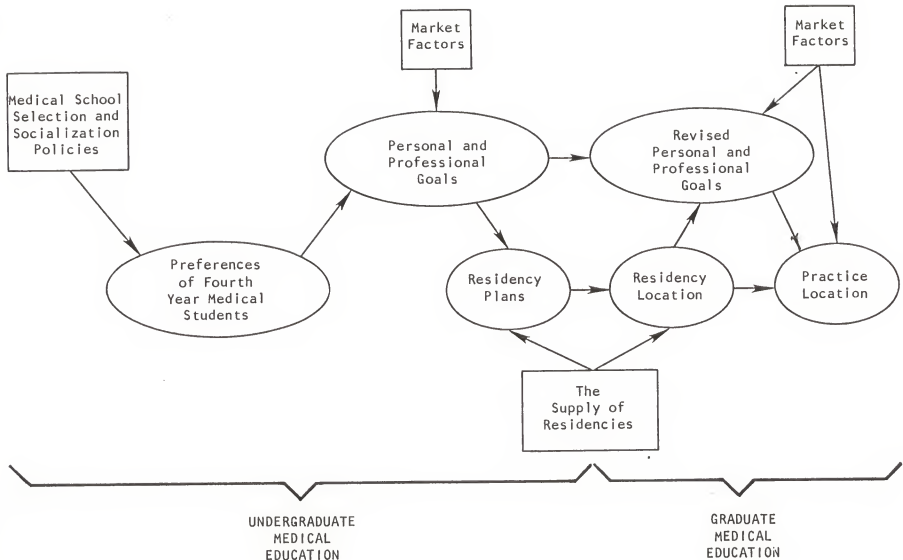 Market
Factors
Market
Factors
Medical School
Selection and
Socialization
Policies
Personal and
Professional
Goals
Revised
Personal and
Professional
Goals
Preferences
of Fourth
Year Medical
Students
Residency
Plans
Residency
Location
Practice
Location
The
Supply of
Residencies
UNDERGRADUATE
MEDICAL
EDUCATION
GRADUATE
MEDICAL
EDUCATION